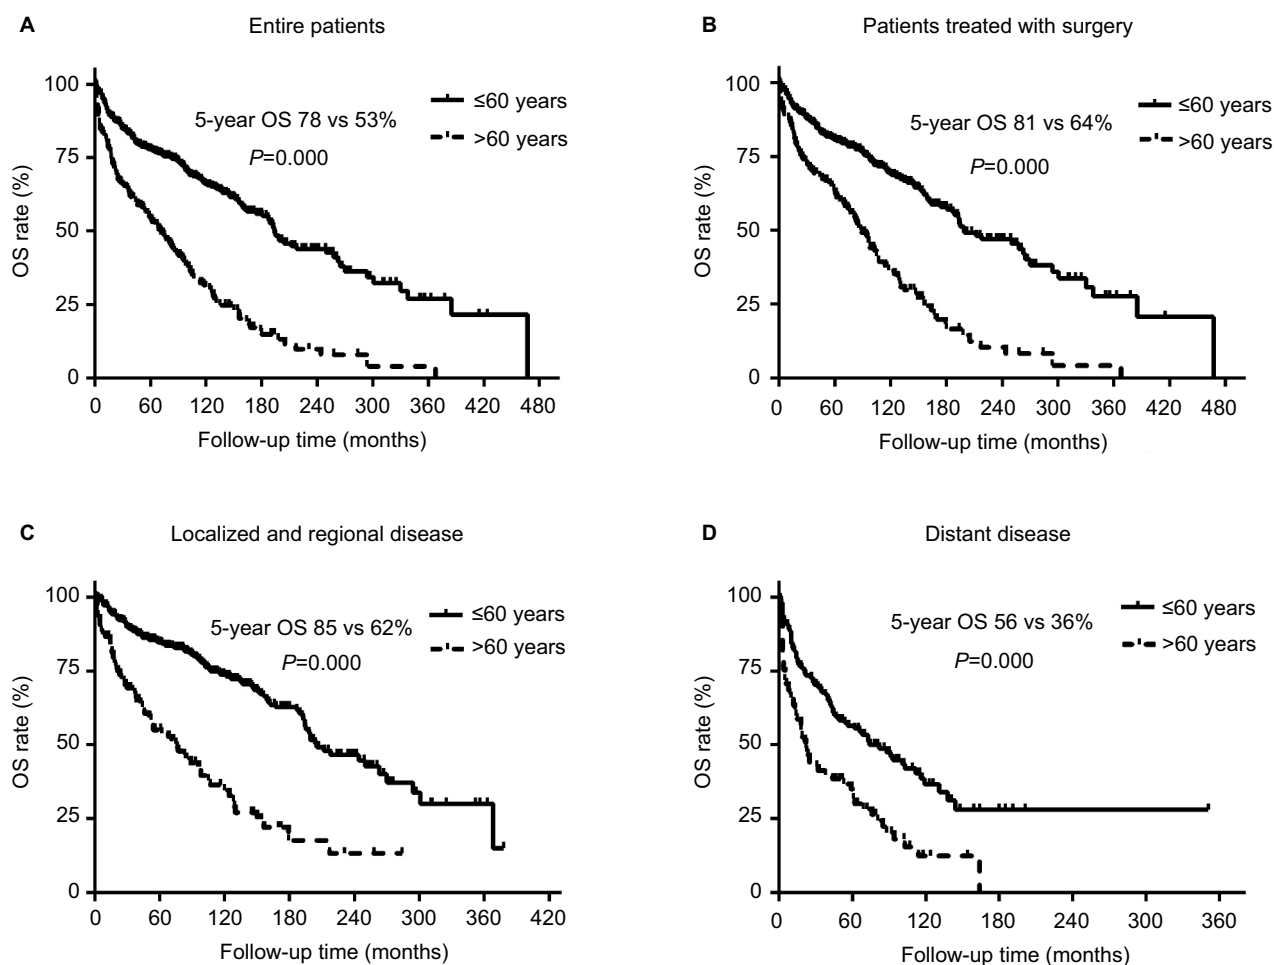 A Entire patients
OS rate (%)
100
75
50
25
0
5-year OS 78 vs 53%
P=0.000
≤60 years
>60 years
0 60 120 180 240 300 360 420 480
Follow-up time (months)
B Patients treated with surgery
OS rate (%)
100
75
50
25
0
5-year OS 81 vs 64%
P=0.000
≤60 years
>60 years
0 60 120 180 240 300 360 420 480
Follow-up time (months)
C Localized and regional disease
OS rate (%)
100
75
50
25
0
5-year OS 85 vs 62%
P=0.000
≤60 years
>60 years
0 60 120 180 240 300 360 420
Follow-up time (months)
D Distant disease
OS rate (%)
100
75
50
25
0
5-year OS 56 vs 36%
P=0.000
≤60 years
>60 years
0 60 120 180 240 300 360
Follow-up time (months)